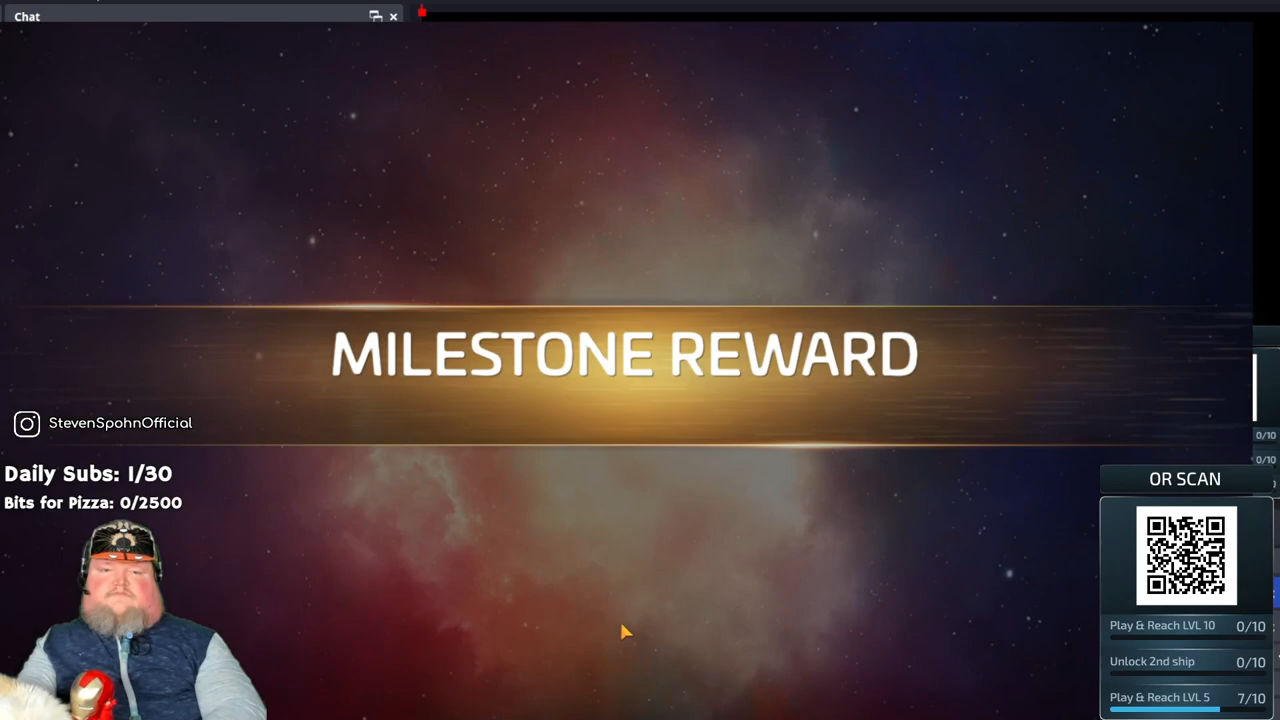 Chat
MILESTONE REWARD
StevenSpohnOfficial
Daily Subs: 1/30
Bits for Pizza: 0/2500
0/10
0/10
OR SCAN
Play & Reach LVL 10 0/10
Unlock 2nd ship 0/10
Play & Reach LVL 5 7/10